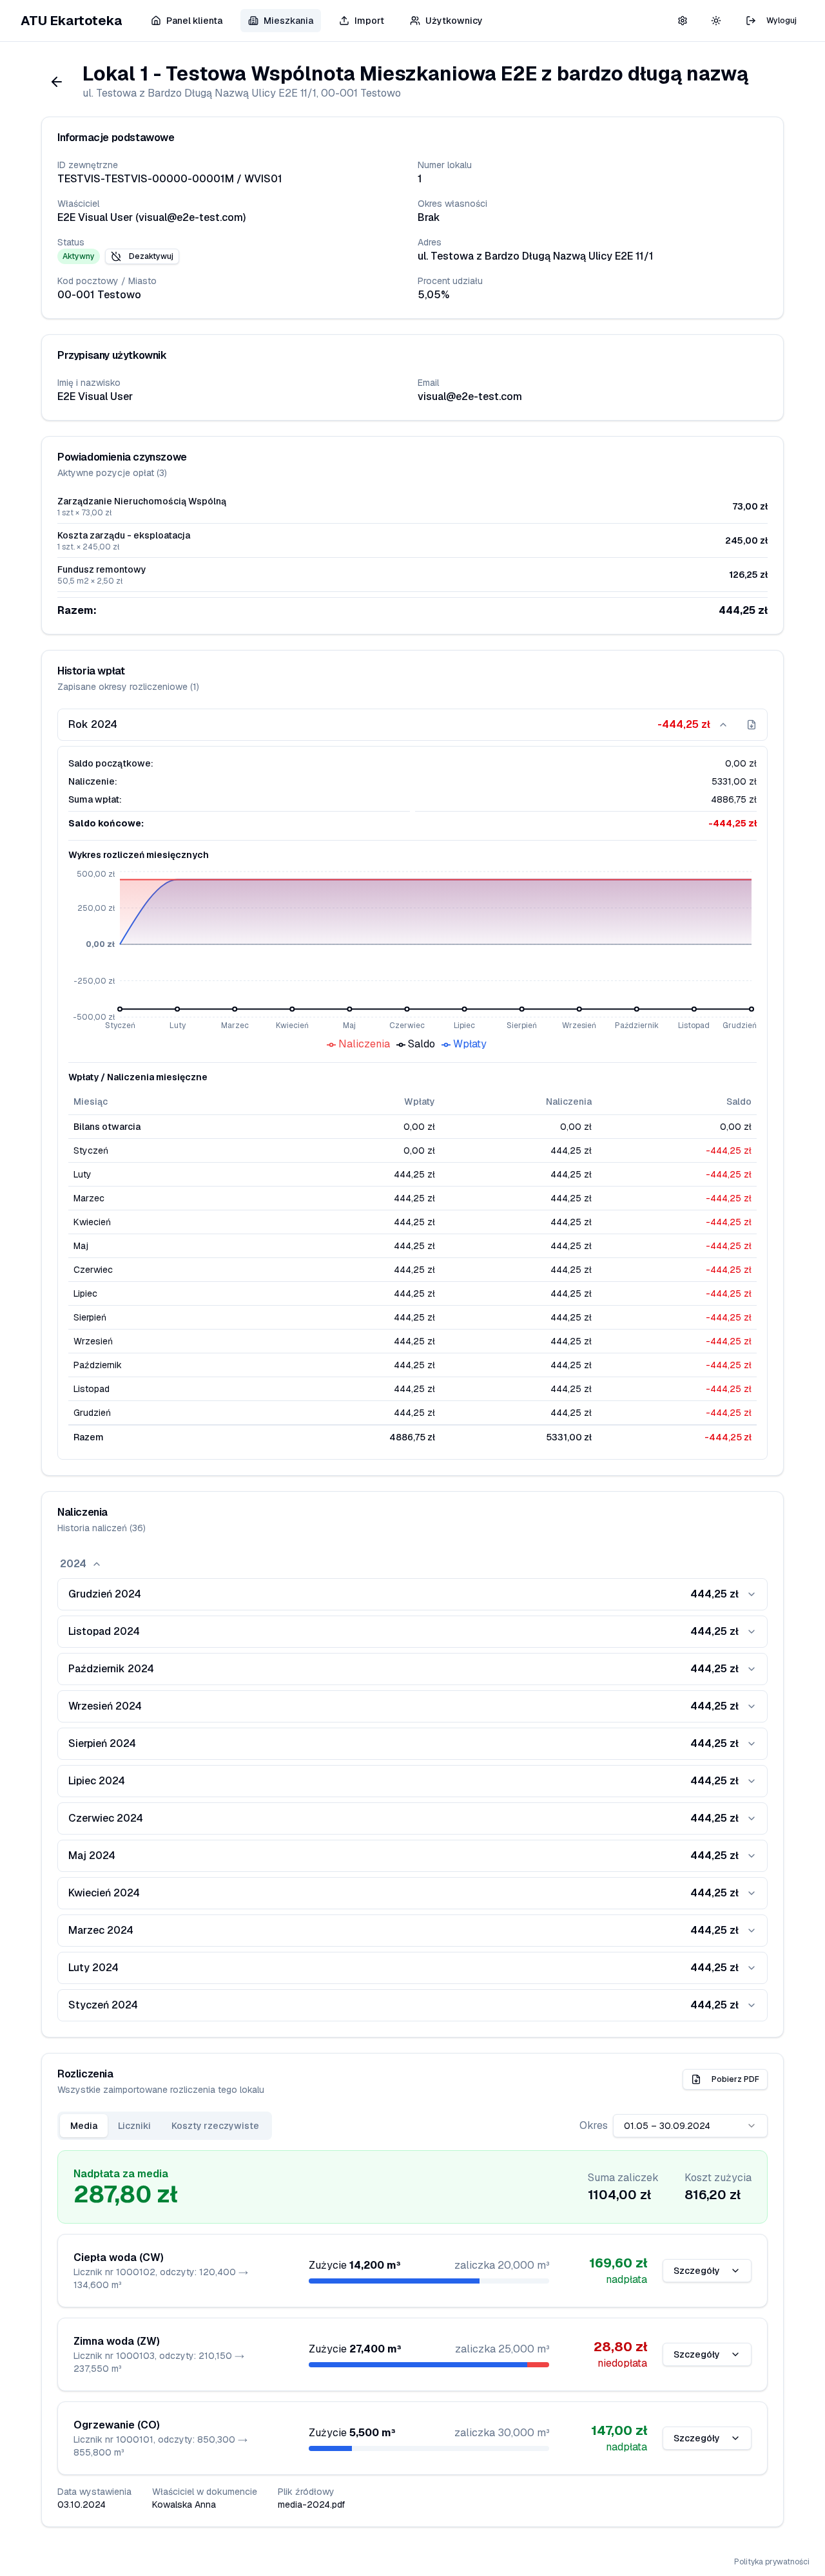 ATU Ekartoteka
Panel klienta
Mieszkania
Import
Użytkownicy
Wyloguj
Lokal 1 - Testowa Wspólnota Mieszkaniowa E2E z bardzo długą nazwą
ul. Testowa z Bardzo Długą Nazwą Ulicy E2E 11/1, 00-001 Testowo
Informacje podstawowe
ID zewnętrzne
TESTVIS-TESTVIS-00000-00001M / WVIS01
Numer lokalu
1
Właściciel
E2E Visual User (visual@e2e-test.com)
Okres własności
Brak
Status
Aktywny
Dezaktywuj
Adres
ul. Testowa z Bardzo Długą Nazwą Ulicy E2E 11/1
Kod pocztowy / Miasto
00-001 Testowo
Procent udziału
5,05%
Przypisany użytkownik
Imię i nazwisko
E2E Visual User
Email
visual@e2e-test.com
Powiadomienia czynszowe
Aktywne pozycje opłat (3)
Zarządzanie Nieruchomością Wspólną
1 szt × 73,00 zł
73,00 zł
Koszta zarządu - eksploatacja
1 szt. × 245,00 zł
245,00 zł
Fundusz remontowy
50,5 m2 × 2,50 zł
126,25 zł
Razem:
444,25 zł
Historia wpłat
Zapisane okresy rozliczeniowe (1)
Rok 2024
-444,25 zł
Saldo początkowe:
0,00 zł
Naliczenie:
5331,00 zł
Suma wpłat:
4886,75 zł
Saldo końcowe:
-444,25 zł
Wykres rozliczeń miesięcznych
500,00 zł
250,00 zł
0,00 zł
-250,00 zł
-500,00 zł
Styczeń Luty Marzec Kwiecień Maj Czerwiec Lipiec Sierpień Wrzesień Październik Listopad Grudzień
Naliczenia Saldo Wpłaty
Wpłaty / Naliczenia miesięczne
Miesiąc Wpłaty Naliczenia Saldo
Bilans otwarcia 0,00 zł 0,00 zł 0,00 zł
Styczeń 0,00 zł 444,25 zł -444,25 zł
Luty 444,25 zł 444,25 zł -444,25 zł
Marzec 444,25 zł 444,25 zł -444,25 zł
Kwiecień 444,25 zł 444,25 zł -444,25 zł
Maj 444,25 zł 444,25 zł -444,25 zł
Czerwiec 444,25 zł 444,25 zł -444,25 zł
Lipiec 444,25 zł 444,25 zł -444,25 zł
Sierpień 444,25 zł 444,25 zł -444,25 zł
Wrzesień 444,25 zł 444,25 zł -444,25 zł
Październik 444,25 zł 444,25 zł -444,25 zł
Listopad 444,25 zł 444,25 zł -444,25 zł
Grudzień 444,25 zł 444,25 zł -444,25 zł
Razem 4886,75 zł 5331,00 zł -444,25 zł
Naliczenia
Historia naliczeń (36)
2024
Grudzień 2024 444,25 zł
Listopad 2024 444,25 zł
Październik 2024 444,25 zł
Wrzesień 2024 444,25 zł
Sierpień 2024 444,25 zł
Lipiec 2024 444,25 zł
Czerwiec 2024 444,25 zł
Maj 2024 444,25 zł
Kwiecień 2024 444,25 zł
Marzec 2024 444,25 zł
Luty 2024 444,25 zł
Styczeń 2024 444,25 zł
Rozliczenia
Wszystkie zaimportowane rozliczenia tego lokalu
Pobierz PDF
Media
Liczniki
Koszty rzeczywiste
Okres
01.05 – 30.09.2024
Nadpłata za media
287,80 zł
Suma zaliczek
1104,00 zł
Koszt zużycia
816,20 zł
Ciepła woda (CW)
Licznik nr 1000102, odczyty: 120,400 →
134,600 m³
Zużycie 14,200 m³
zaliczka 20,000 m³
169,60 zł
nadpłata
Szczegóły
Zimna woda (ZW)
Licznik nr 1000103, odczyty: 210,150 →
237,550 m³
Zużycie 27,400 m³
zaliczka 25,000 m³
28,80 zł
niedopłata
Szczegóły
Ogrzewanie (CO)
Licznik nr 1000101, odczyty: 850,300 →
855,800 m³
Zużycie 5,500 m³
zaliczka 30,000 m³
147,00 zł
nadpłata
Szczegóły
Data wystawienia
03.10.2024
Właściciel w dokumencie
Kowalska Anna
Plik źródłowy
media-2024.pdf
Polityka prywatności